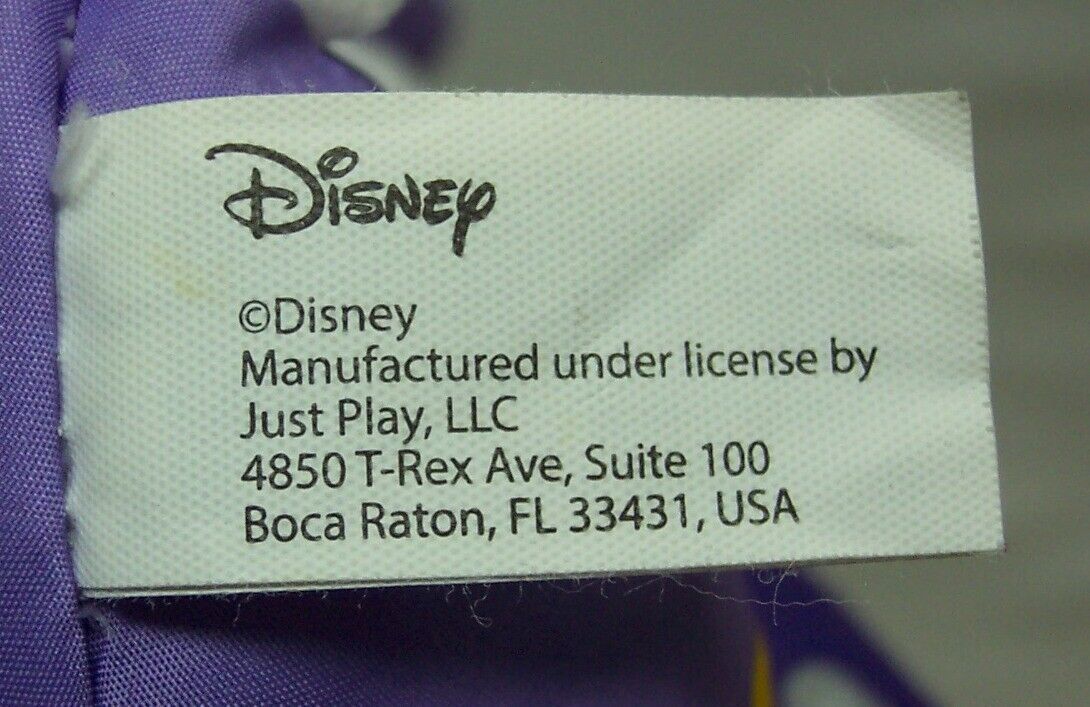 Disney
©Disney
Manufactured under license by
Just Play, LLC
4850 T-Rex Ave, Suite 100
Boca Raton, FL 33431, USA